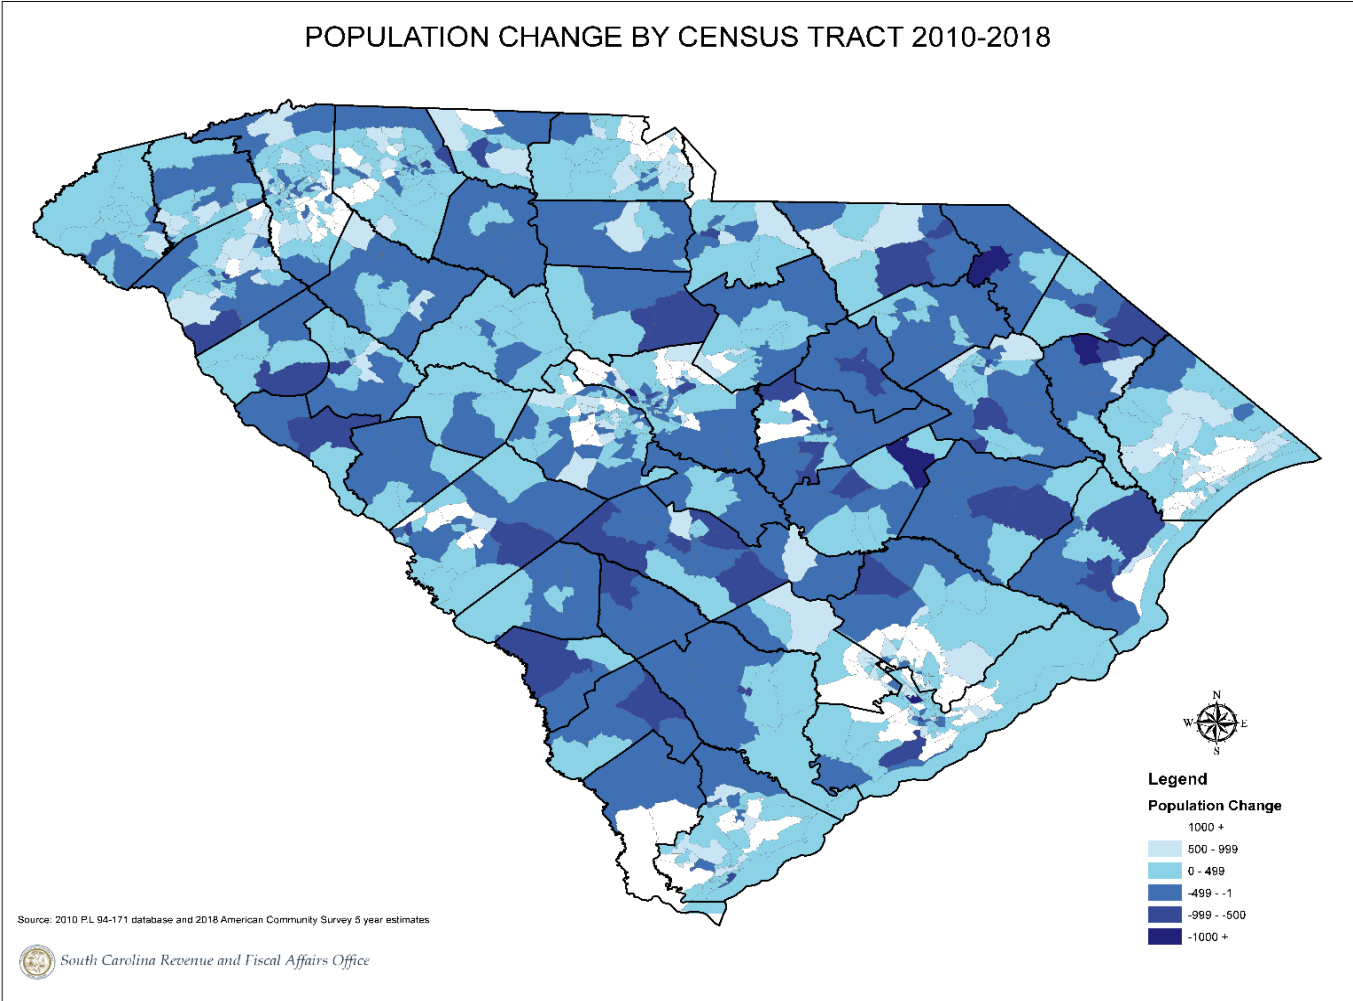 POPULATION CHANGE BY CENSUS TRACT 2010-2018
N
W
E
S
Legend
Population Change
1000 +
500 - 999
0 - 499
-499 - -1
-999 - -500
-1000 +
Source: 2010 P.L 94-171 database and 2018 American Community Survey 5 year estimates
South Carolina Revenue and Fiscal Affairs Office